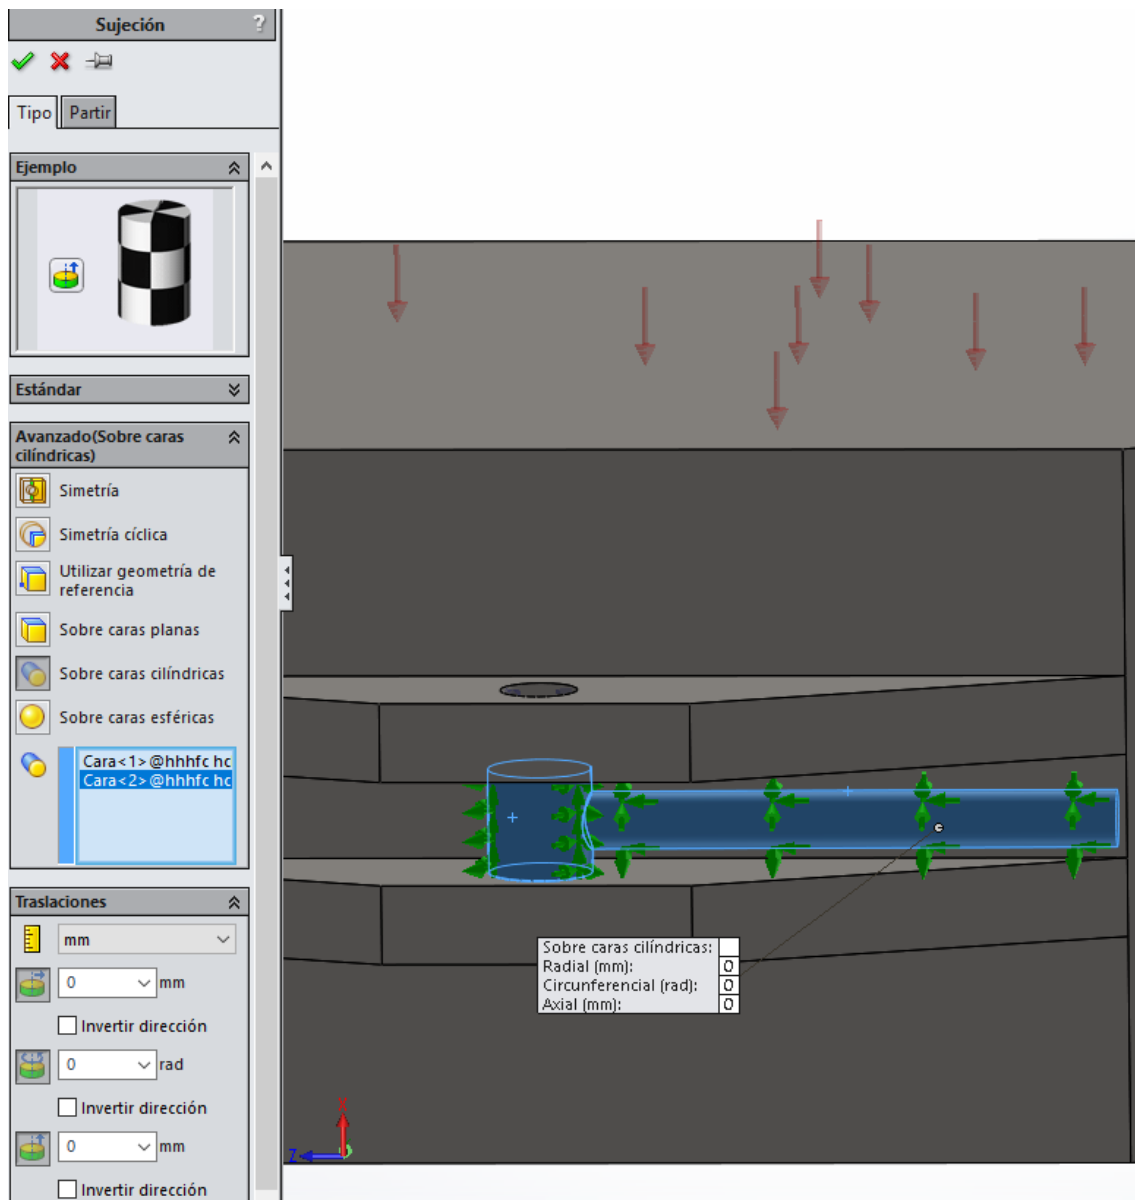 Sujeción
?
Tipo
Partir
Ejemplo
Estándar
Avanzado(Sobre caras
cilíndricas)
Simetría
Simetría cíclica
Utilizar geometría de
referencia
Sobre caras planas
Sobre caras cilíndricas
Sobre caras esféricas
Cara<1>@hhhfc hc
Cara<2>@hhhfc hc
Traslaciones
mm
0 mm
Invertir dirección
0 rad
Invertir dirección
0 mm
Invertir dirección
Sobre caras cilíndricas:
Radial (mm): 0
Circunferencial (rad): 0
Axial (mm): 0
X
Z